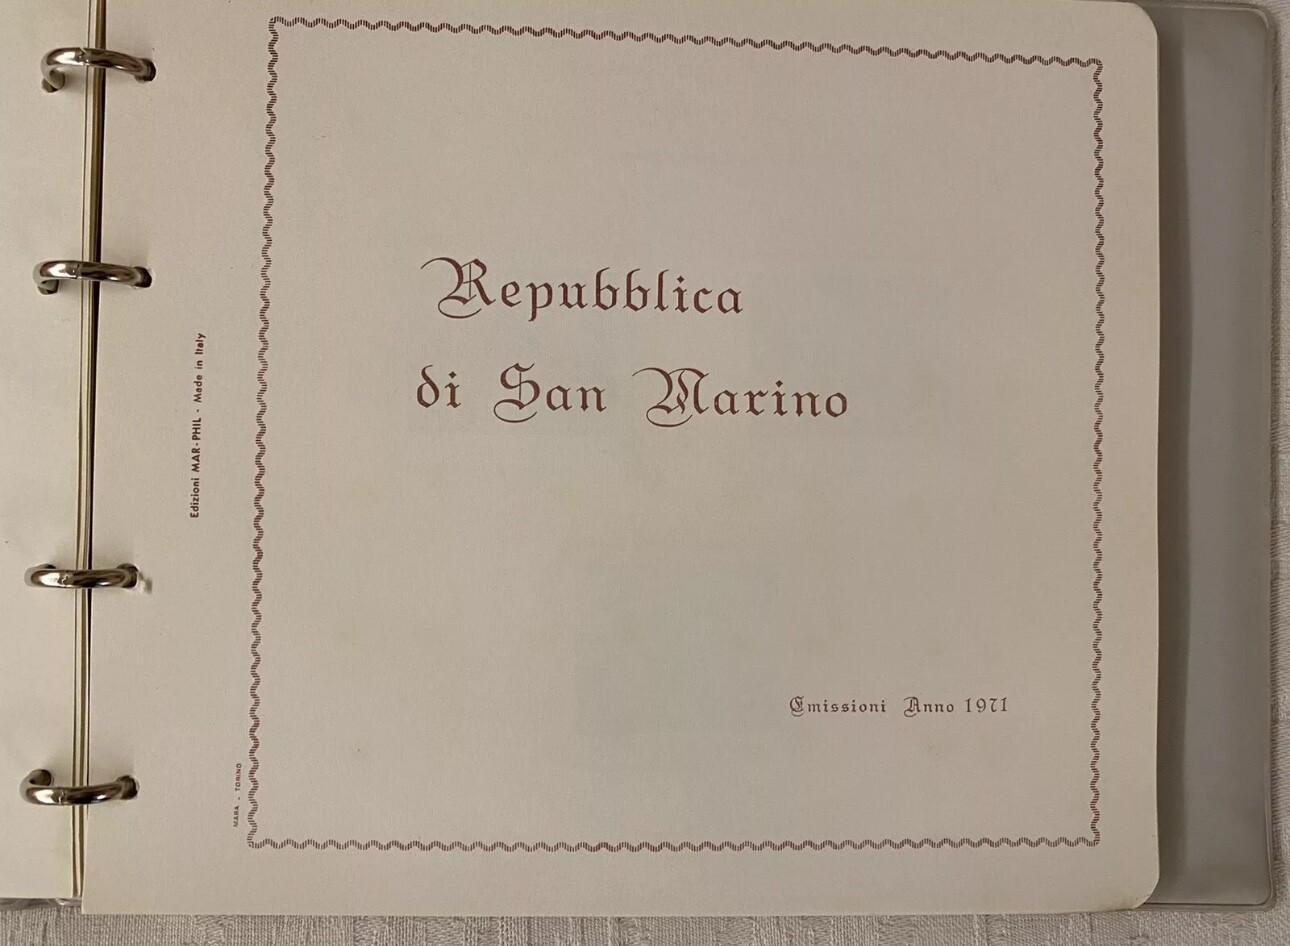 Repubblica
di San Marino
Emissioni Anno 1971
Edizioni MAR-PHIL - Made in Italy
MARA - TORINO